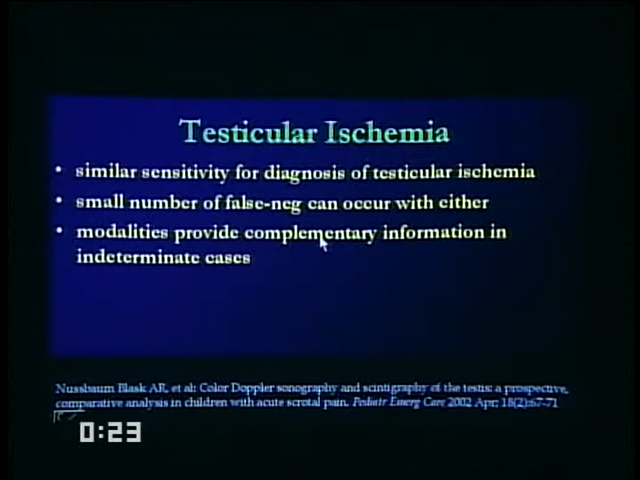 Testicular Ischemia
• similar sensitivity for diagnosis of testicular ischemia
• small number of false-neg can occur with either
• modalities provide complementary information in
indeterminate cases
Nussbaum Blask AR, et al: Color Doppler sonography and scintigraphy of the testis: a prospective,
comparative analysis in children with acute scrotal pain. Pediatr Emerg Care 2002 Apr; 18(2):67-71
0:23